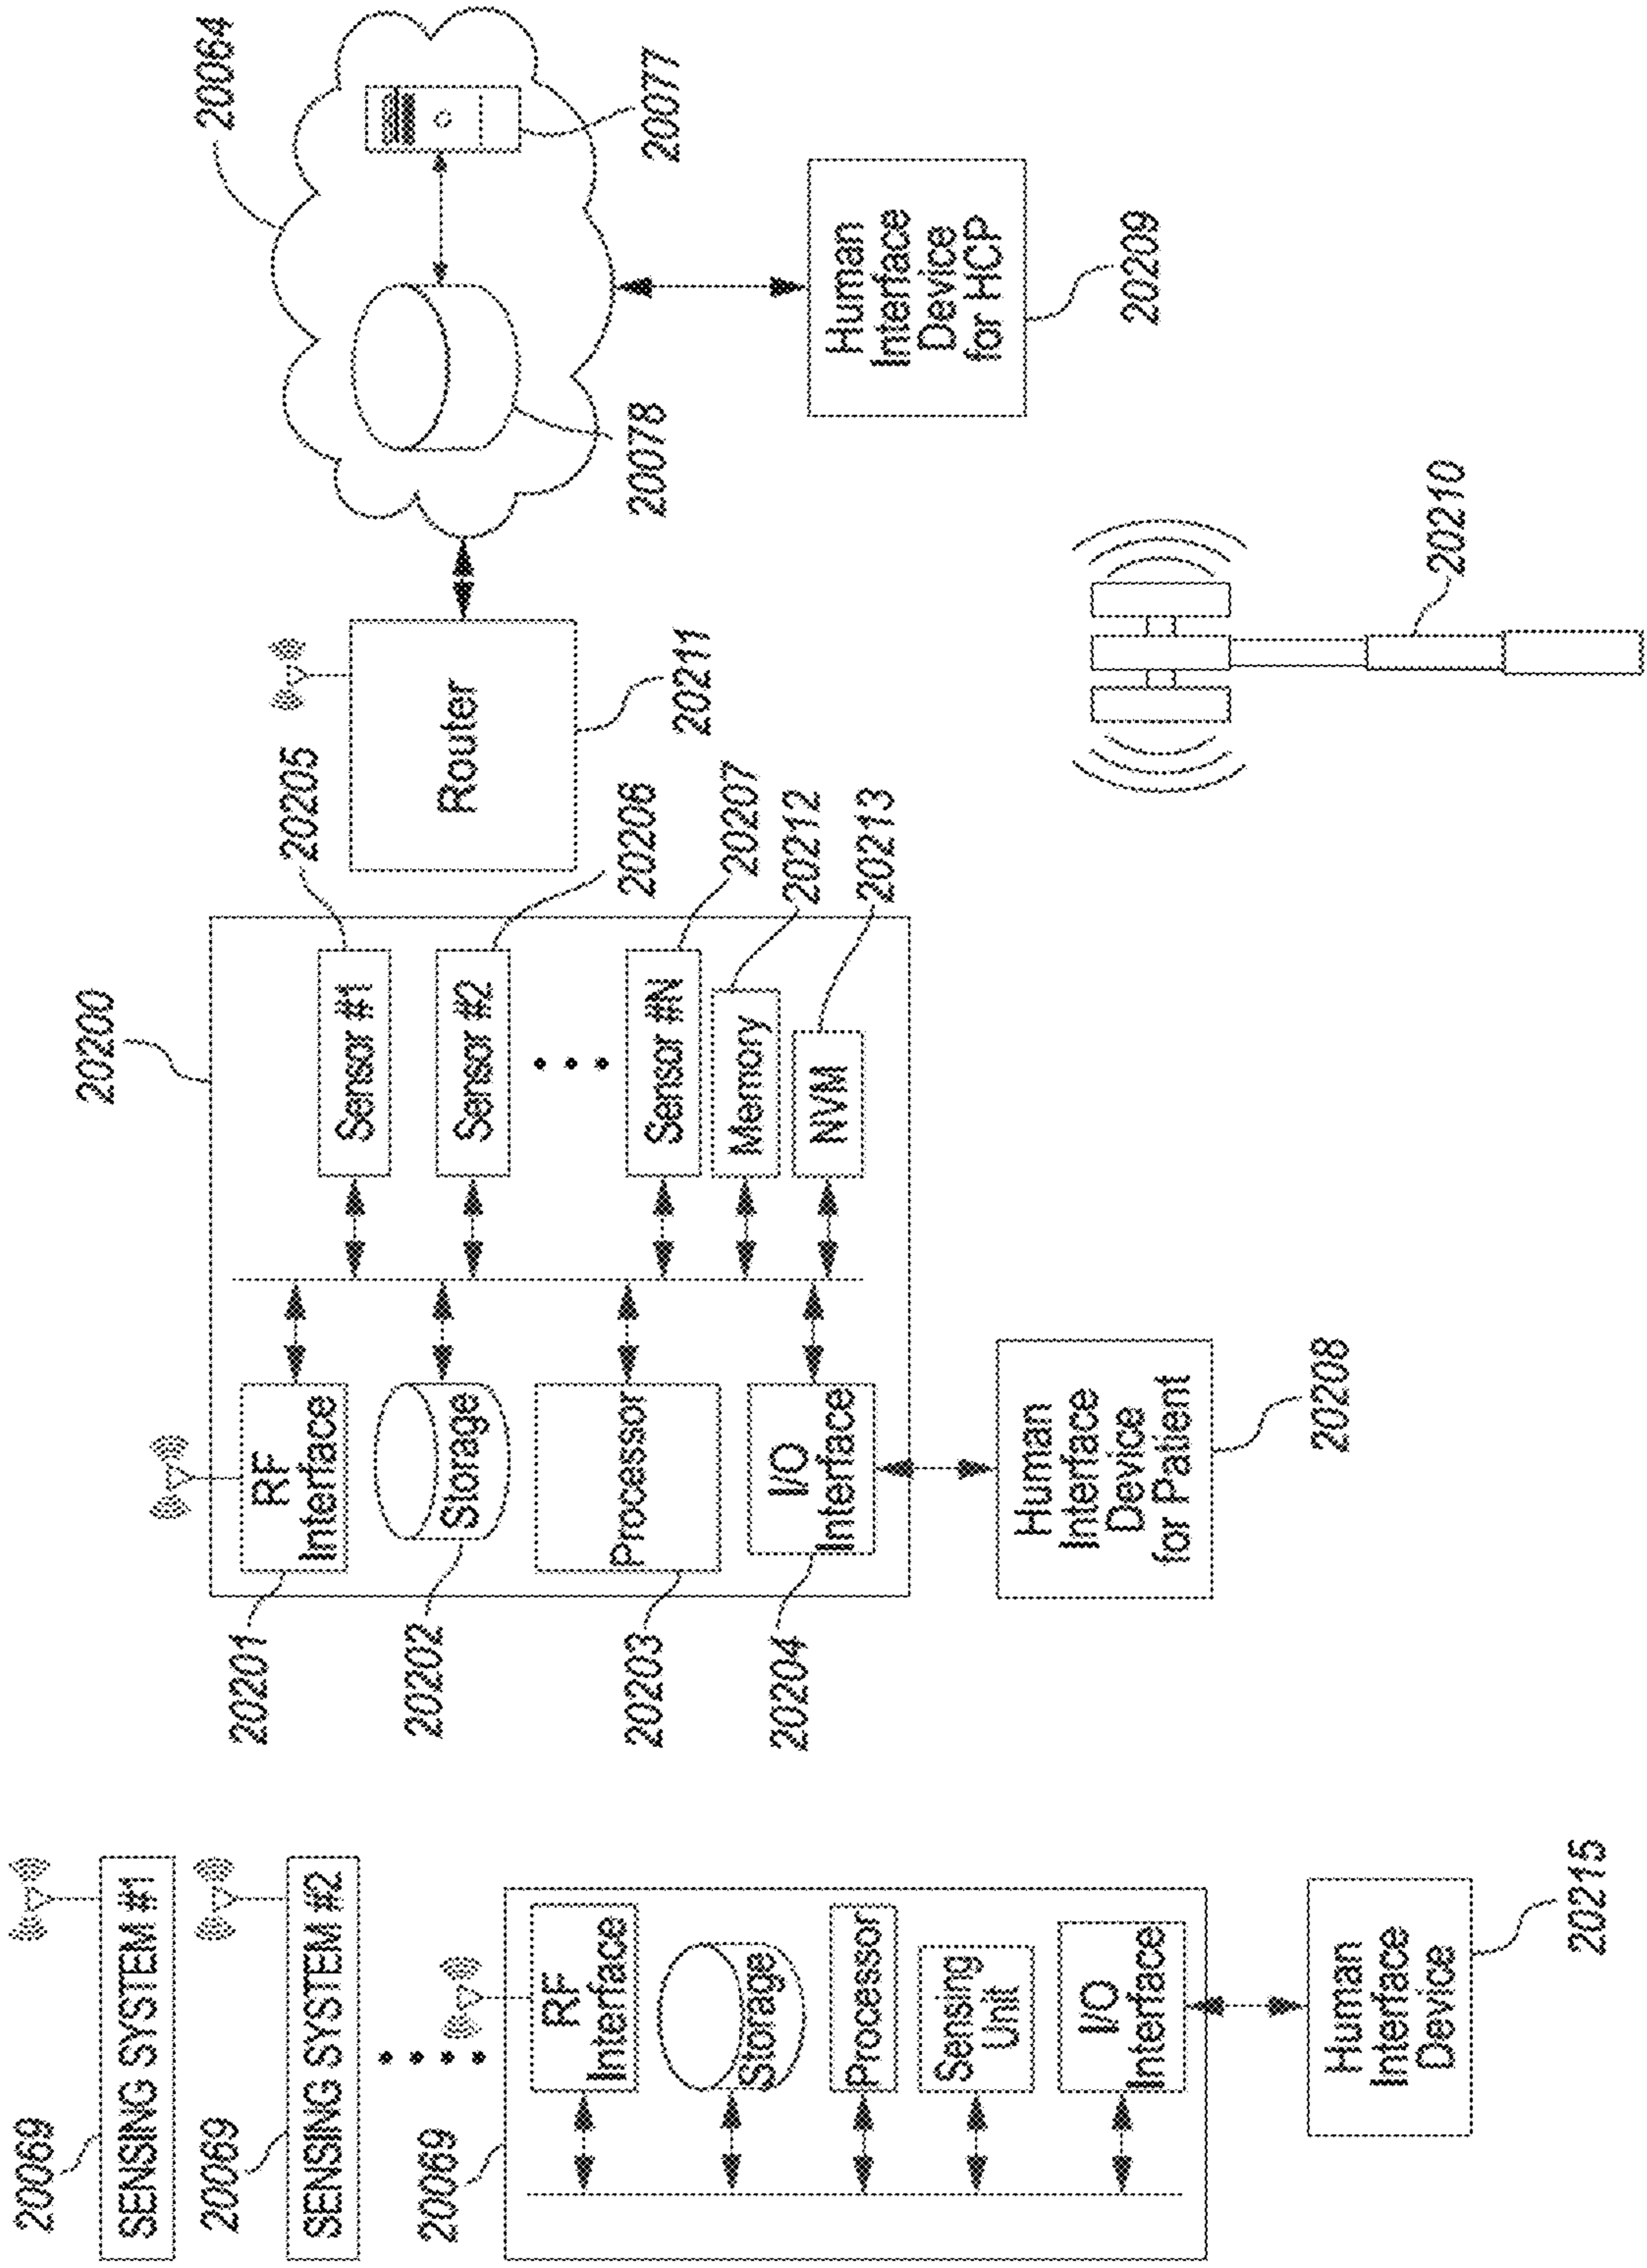 20069
SENSING SYSTEM #1
20069
SENSING SYSTEM #2
20069
RF
Interface
Storage
Processor
Sensing
Unit
I/O
Interface
Human
Interface
Device
20215
20200
20201
RF
Interface
20202
Storage
20203
Processor
20204
I/O
Interface
Sensor #1
20205
Sensor #2
20206
Sensor #N
20207
Memory
20212
NVM
20213
Human
Interface
Device
for Patient
20208
Router
20211
20064
20077
20078
Human
Interface
Device
for HCP
20209
20210